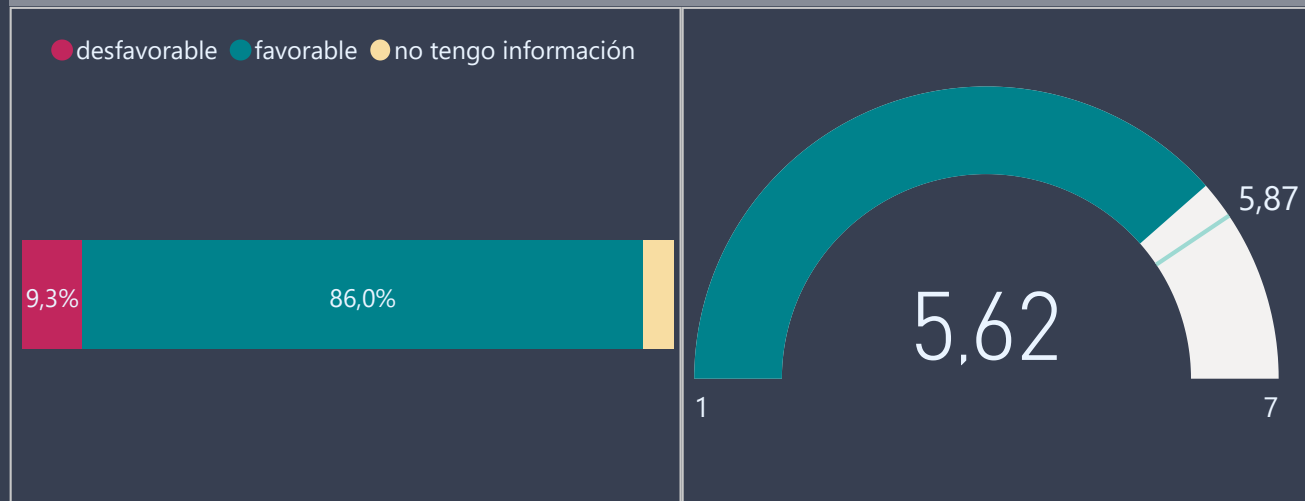 desfavorable favorable no tengo información
9,3% 86,0%
5,87
5,62
1 7